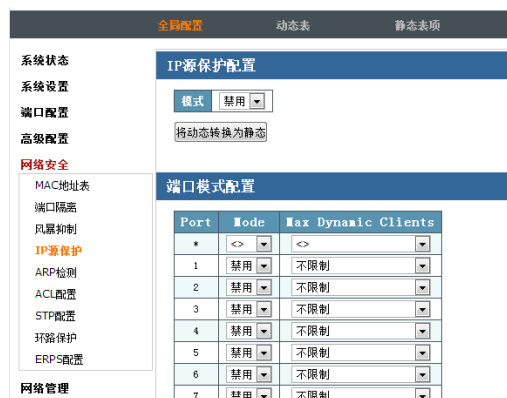 全局配置 动态表 静态表项
系统状态
系统设置
端口配置
高级配置
网络安全
MAC地址表
端口隔离
风暴抑制
IP源保护
ARP检测
ACL配置
STP配置
环路保护
ERPS配置
网络管理
IP源保护配置
模式 禁用
将动态转换为静态
端口模式配置
Port Mode Max Dynamic Clients
* <> <>
1 禁用 不限制
2 禁用 不限制
3 禁用 不限制
4 禁用 不限制
5 禁用 不限制
6 禁用 不限制
7 禁用 不限制